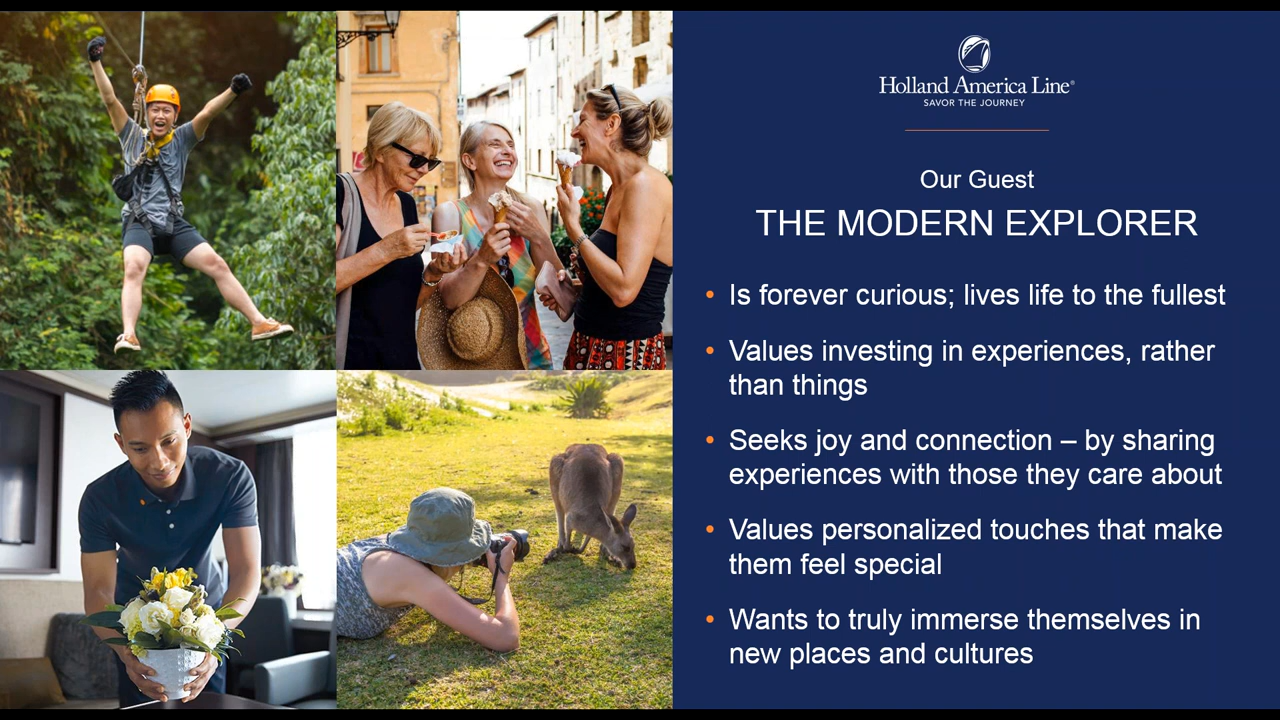 Holland America Line®
SAVOR THE JOURNEY
Our Guest
THE MODERN EXPLORER
• Is forever curious; lives life to the fullest
• Values investing in experiences, rather
than things
• Seeks joy and connection – by sharing
experiences with those they care about
• Values personalized touches that make
them feel special
• Wants to truly immerse themselves in
new places and cultures